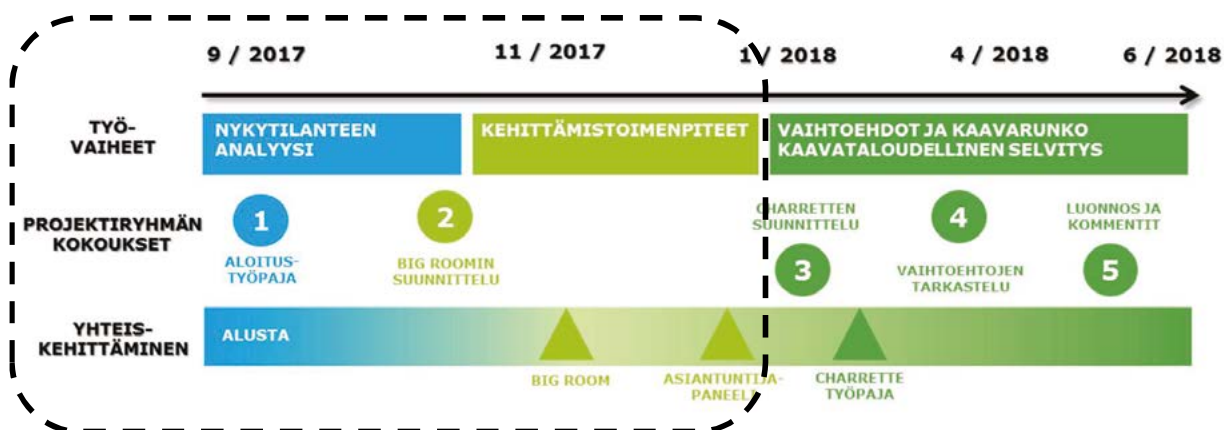 9 / 2017
11 / 2017
1 / 2018
4 / 2018
6 / 2018
TYÖ-
VAIHEET
NYKYTILANTEEN
ANALYYSI
KEHITTÄMISTOIMENPITEET
VAIHTOEHDOT JA KAAVARUNKO
KAAVATALOUDELLINEN SELVITYS
PROJEKTIRYHMÄN
KOKOUKSET
1
ALOITUS-
TYÖPAJA
2
BIG ROOMIN
SUUNNITTELU
CHARRETTEN
SUUNNITTELU
3
4
VAIHTOEHTOJEN
TARKASTELU
LUONNOS JA
KOMMENTIT
5
YHTEIS-
KEHITTÄMINEN
ALUSTA
BIG ROOM
ASIANTUNTIJA-
PANEELI
CHARRETTE
TYÖPAJA